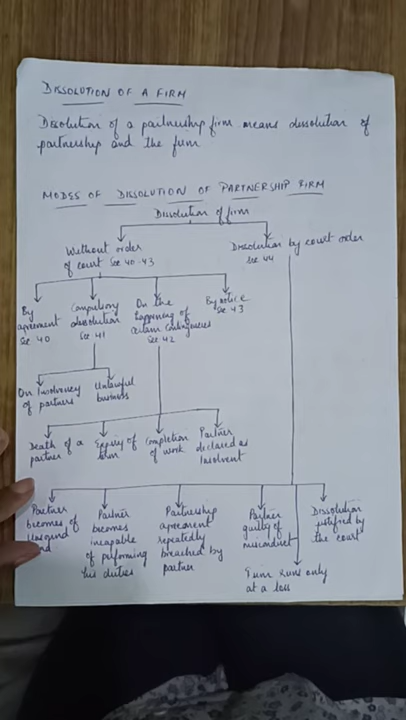 DISSOLUTION OF A FIRM
Dissolution of a partnership firm means dissolution of
partnership and the firm
MODES OF DISSOLUTION OF PARTNERSHIP FIRM
Dissolution of firm
Without order
of court Sec 40-43
Dissolution by court order
Sec 44
By
agreement
Sec 40
Compulsory
dissolution
Sec 41
On the
happening of
certain contingencies
Sec 42
By notice
Sec 43
On Insolvency
of partners
Unlawful
business
Death of a
partner
Expiry of
term
Completion
of work
Partner
declared as
Insolvent
Partner
becomes of
unsound
Partner
becomes
incapable
of performing
his duties
Partnership
agreement
repeatedly
breached by
partner
Partner
guilty of
misconduct
Firm runs only
at a loss
Dissolution
justified by
the court